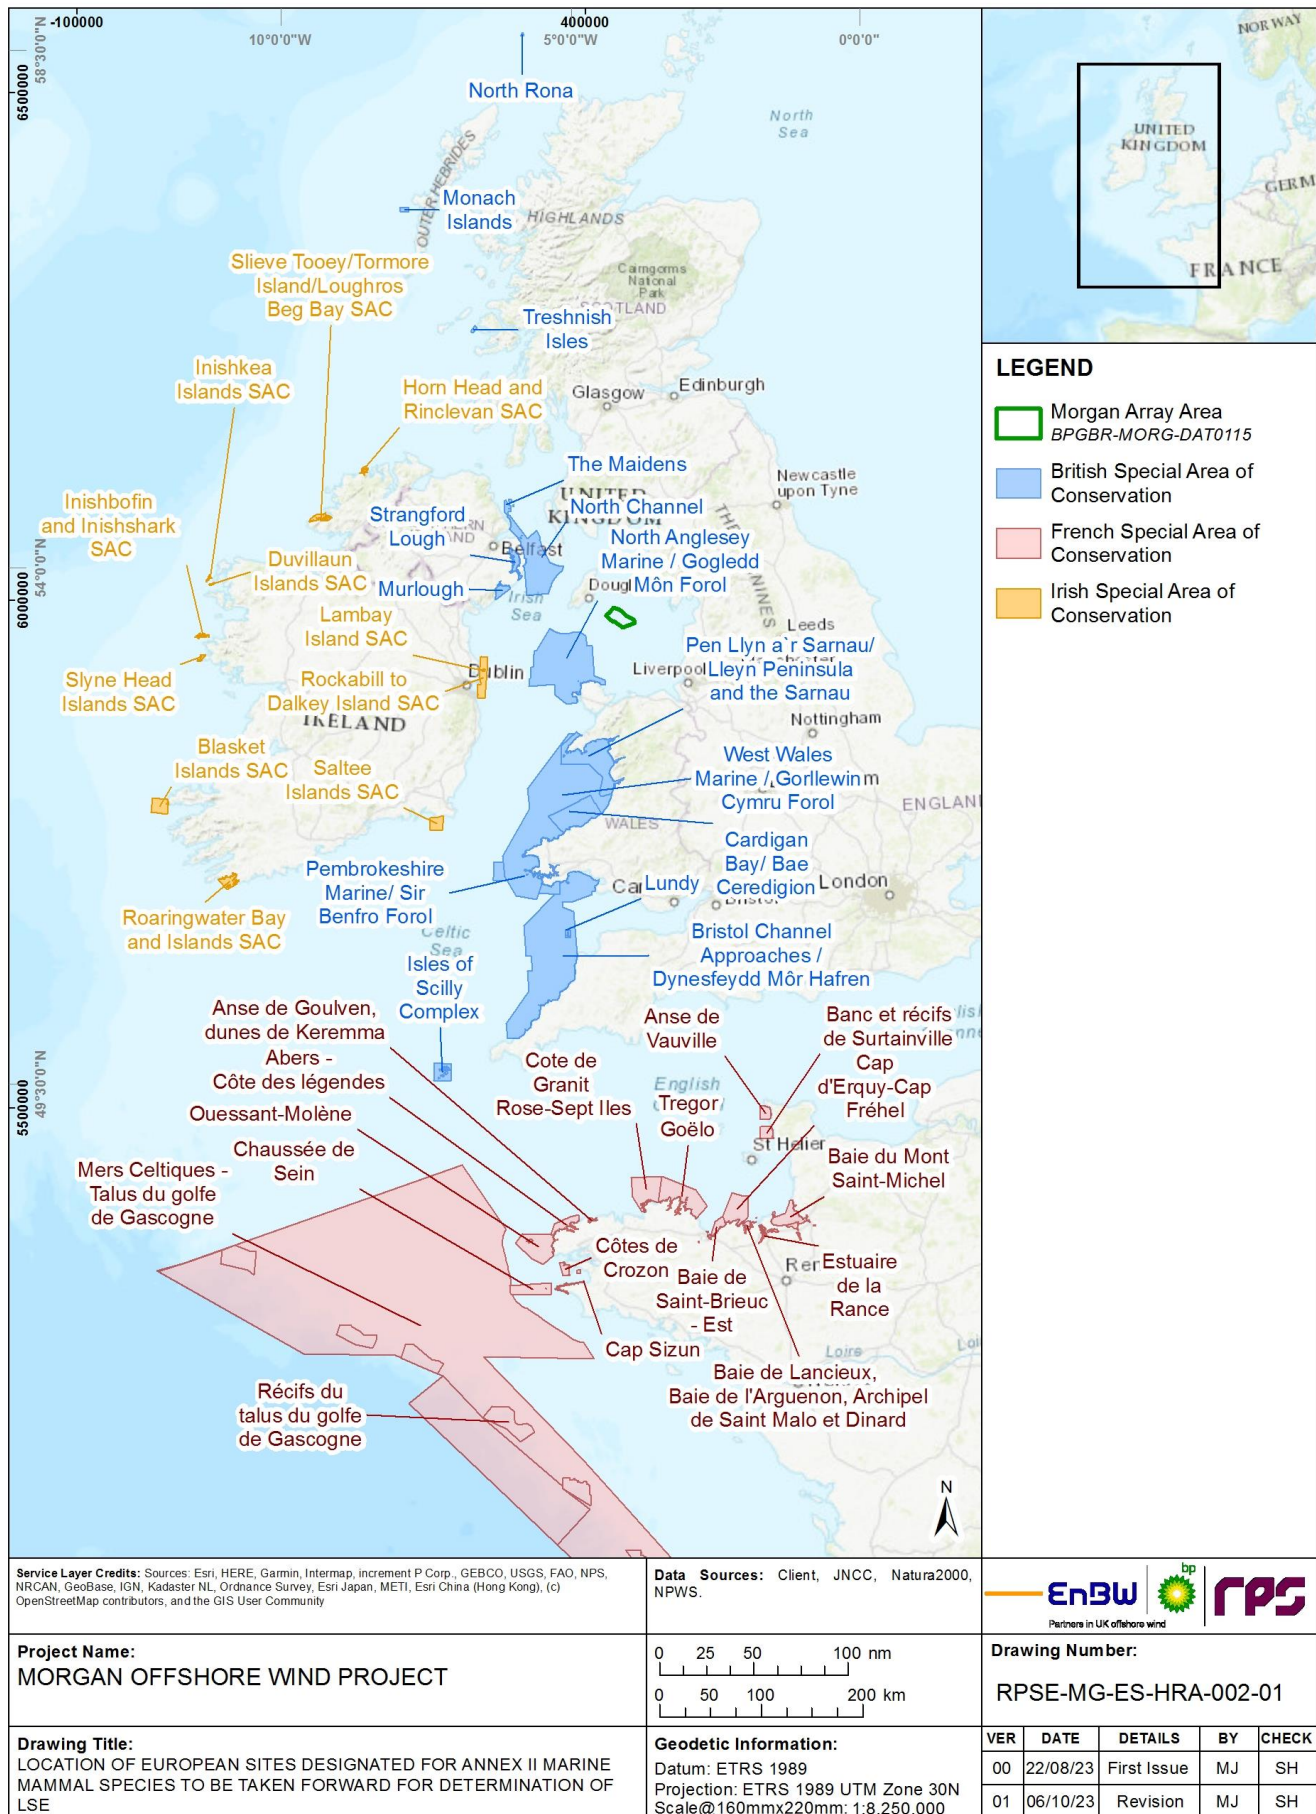 -100000
400000
10°0'0"W
5°0'0"W
0°0'0"
58°30'0"N
6500000
54°0'0"N
6000000
49°30'0"N
5500000
North Rona
North
Sea
OUTER HEBRIDES
Monach
Islands
HIGHLANDS
Slieve Tooey/Tormore
Island/Loughros
Beg Bay SAC
Cairngorms
National
Park
SCOTLAND
Treshnish
Isles
Inishkea
Islands SAC
Horn Head and
Rinclevan SAC
Glasgow
Edinburgh
The Maidens
Newcastle
upon Tyne
UNITED
KINGDOM
North Channel
Inishbofin
and Inishshark
SAC
Strangford
Lough
Belfast
North Anglesey
Marine / Gogledd
Môn Forol
Duvillaun
Islands SAC
Murlough
Irish
Sea
Dougl
Lambay
Island SAC
Leeds
Pen Llyn a`r Sarnau/
Lleyn Peninsula
and the Sarnau
Liverpool
Slyne Head
Islands SAC
Rockabill to
Dalkey Island SAC
Dublin
IRELAND
Nottingham
Blasket
Islands SAC
Saltee
Islands SAC
West Wales
Marine / Gorllewin
Cymru Forol
m
ENGLAN
WALES
Cardigan
Bay/ Bae
Ceredigion
Pembrokeshire
Marine/ Sir
Benfro Forol
Car
Lundy
London
Bristol
Roaringwater Bay
and Islands SAC
Celtic
Sea
Bristol Channel
Approaches /
Dynesfeydd Môr Hafren
Isles of
Scilly
Complex
Anse de Goulven,
dunes de Keremma
Abers -
Côte des légendes
Ouessant-Molène
Chaussée de
Sein
Mers Celtiques -
Talus du golfe
de Gascogne
Cote de
Granit
Rose-Sept Iles
Anse de
Vauville
Banc et récifs
de Surtainville
Cap
d'Erquy-Cap
Fréhel
English
Tregor
Goëlo
St Helier
Baie du Mont
Saint-Michel
Côtes de
Crozon
Baie de
Saint-Brieuc
- Est
Ren
Estuaire
de la
Rance
Cap Sizun
Loire
Loi
Baie de Lancieux,
Baie de l'Arguenon, Archipel
de Saint Malo et Dinard
Récifs du
talus du golfe
de Gascogne
N
NORWAY
UNITED
KINGDOM
GERM
FRANCE
LEGEND
Morgan Array Area
BPGBR-MORG-DAT0115
British Special Area of
Conservation
French Special Area of
Conservation
Irish Special Area of
Conservation
Service Layer Credits: Sources: Esri, HERE, Garmin, Intermap, increment P Corp., GEBCO, USGS, FAO, NPS,
NRCAN, GeoBase, IGN, Kadaster NL, Ordnance Survey, Esri Japan, METI, Esri China (Hong Kong), (c)
OpenStreetMap contributors, and the GIS User Community
Data Sources: Client, JNCC, Natura2000,
NPWS.
EnBW
bp
rps
Partners in UK offshore wind
Project Name:
MORGAN OFFSHORE WIND PROJECT
0 25 50 100 nm
0 50 100 200 km
Drawing Number:
RPSE-MG-ES-HRA-002-01
Drawing Title:
LOCATION OF EUROPEAN SITES DESIGNATED FOR ANNEX II MARINE
MAMMAL SPECIES TO BE TAKEN FORWARD FOR DETERMINATION OF
LSE
Geodetic Information:
Datum: ETRS 1989
Projection: ETRS 1989 UTM Zone 30N
Scale@160mmx220mm: 1:8,250,000
VER DATE DETAILS BY CHECK
00 22/08/23 First Issue MJ SH
01 06/10/23 Revision MJ SH